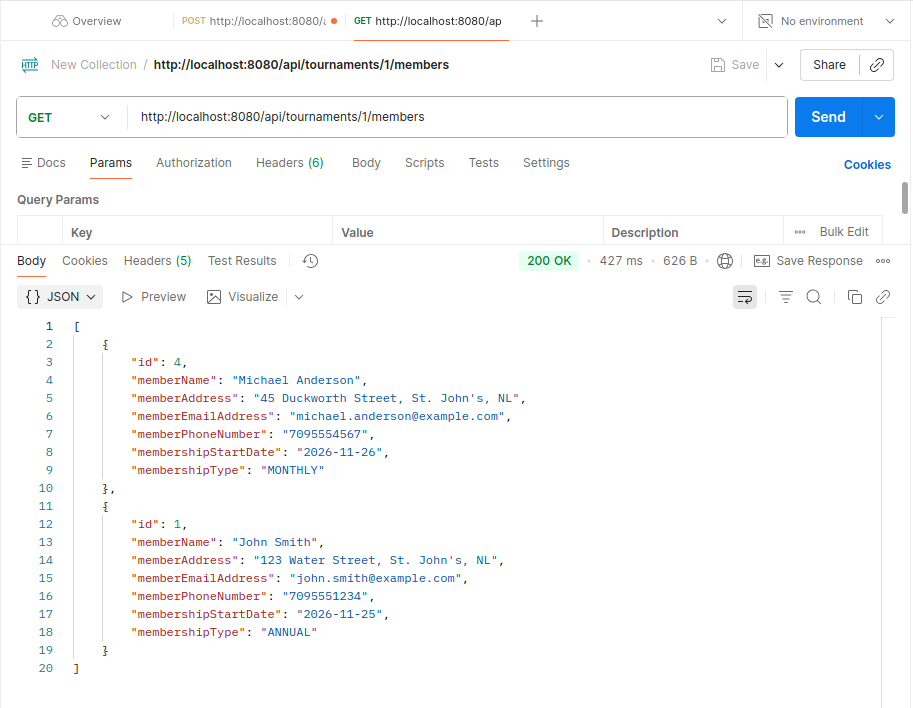 Overview
POST http://localhost:8080/a
GET http://localhost:8080/ap
No environment
HTTP
New Collection / http://localhost:8080/api/tournaments/1/members
Save
Share
GET
http://localhost:8080/api/tournaments/1/members
Send
Docs Params Authorization Headers (6) Body Scripts Tests Settings
Cookies
Query Params
Key Value Description ••• Bulk Edit
Body Cookies Headers (5) Test Results
200 OK • 427 ms • 626 B • e.g. Save Response •••
{} JSON Preview Visualize
1 [
2 {
3 "id": 4,
4 "memberName": "Michael Anderson",
5 "memberAddress": "45 Duckworth Street, St. John's, NL",
6 "memberEmailAddress": "michael.anderson@example.com",
7 "memberPhoneNumber": "7095554567",
8 "membershipStartDate": "2026-11-26",
9 "membershipType": "MONTHLY"
10 },
11 {
12 "id": 1,
13 "memberName": "John Smith",
14 "memberAddress": "123 Water Street, St. John's, NL",
15 "memberEmailAddress": "john.smith@example.com",
16 "memberPhoneNumber": "7095551234",
17 "membershipStartDate": "2026-11-25",
18 "membershipType": "ANNUAL"
19 }
20 ]